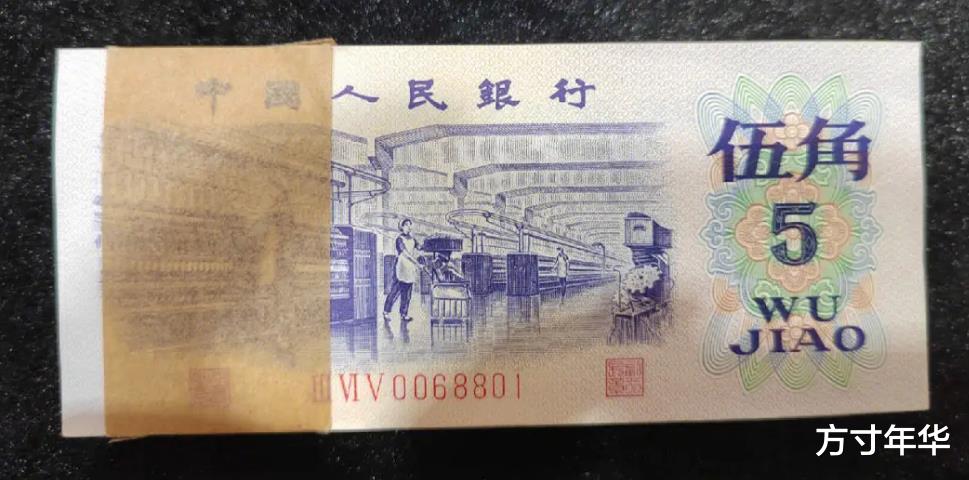 中國人民銀行
伍角
5
WU
JIAO
ⅢⅥⅤ0068801
方寸年华